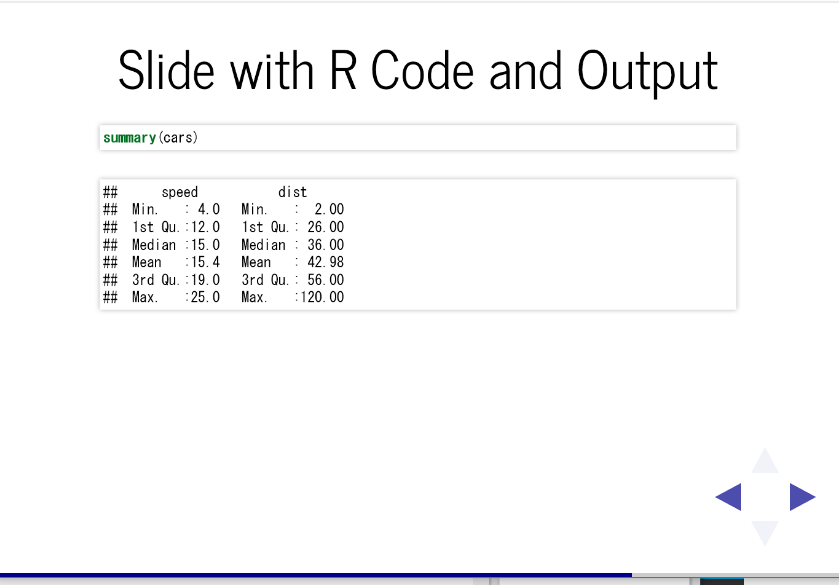 Slide with R Code and Output
summary(cars)
##      speed           dist
##  Min.   : 4.0   Min.   :  2.00
##  1st Qu.:12.0   1st Qu.: 26.00
##  Median :15.0   Median : 36.00
##  Mean   :15.4   Mean   : 42.98
##  3rd Qu.:19.0   3rd Qu.: 56.00
##  Max.   :25.0   Max.   :120.00